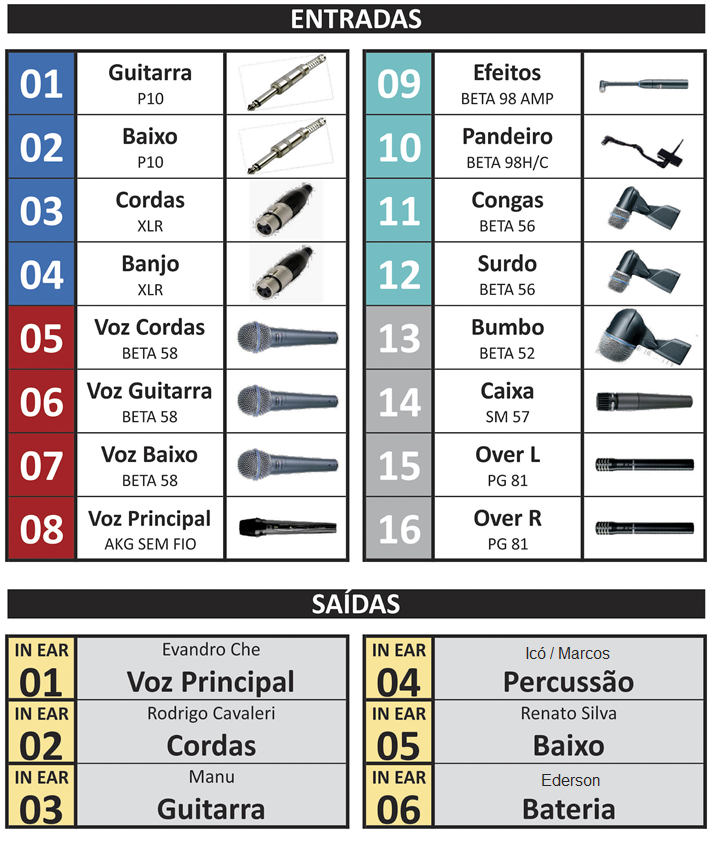 ENTRADAS
01
Guitarra
P10
02
Baixo
P10
03
Cordas
XLR
04
Banjo
XLR
05
Voz Cordas
BETA 58
06
Voz Guitarra
BETA 58
07
Voz Baixo
BETA 58
08
Voz Principal
AKG SEM FIO
09
Efeitos
BETA 98 AMP
10
Pandeiro
BETA 98H/C
11
Congas
BETA 56
12
Surdo
BETA 56
13
Bumbo
BETA 52
14
Caixa
SM 57
15
Over L
PG 81
16
Over R
PG 81
SAÍDAS
IN EAR
01
Evandro Che
Voz Principal
IN EAR
02
Rodrigo Cavaleri
Cordas
IN EAR
03
Manu
Guitarra
IN EAR
04
Icó / Marcos
Percussão
IN EAR
05
Renato Silva
Baixo
IN EAR
06
Ederson
Bateria